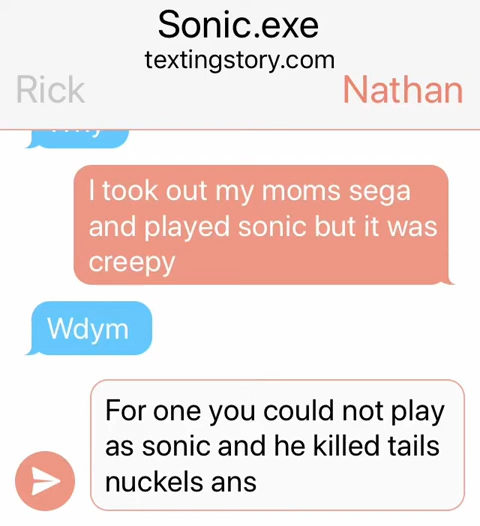 Sonic.exe
textingstory.com
Rick Nathan
I took out my moms sega
and played sonic but it was
creepy
Wdym
For one you could not play
as sonic and he killed tails
nuckels ans